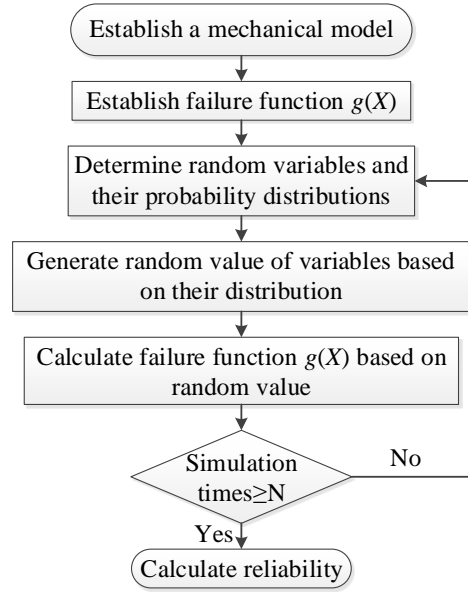 Establish a mechanical model
Establish failure function g(X)
Determine random variables and
their probability distributions
Generate random value of variables based
on their distribution
Calculate failure function g(X) based on
random value
Simulation
times≥N
No
Yes
Calculate reliability